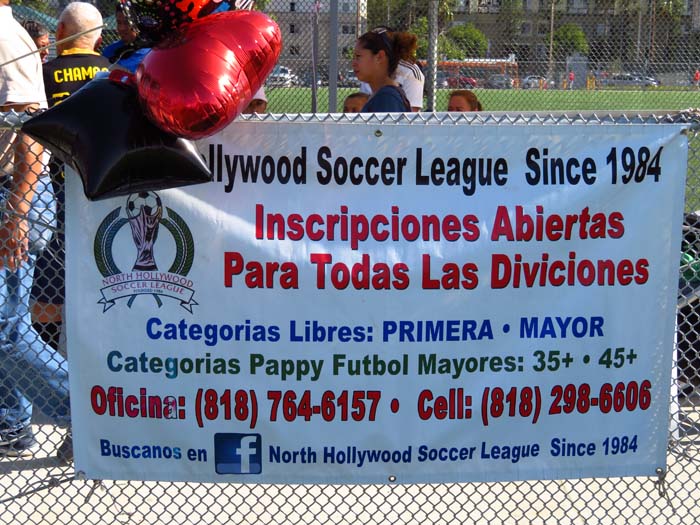 CHAMP
llywood Soccer League Since 1984
Inscripciones Abiertas
Para Todas Las Diviciones
NORTH HOLLYWOOD
SOCCER LEAGUE
FOUNDED 1984
Categorias Libres: PRIMERA • MAYOR
Categorias Pappy Futbol Mayores: 35+ • 45+
Oficina: (818) 764-6157 • Cell: (818) 298-6606
Buscanos en f North Hollywood Soccer League Since 1984